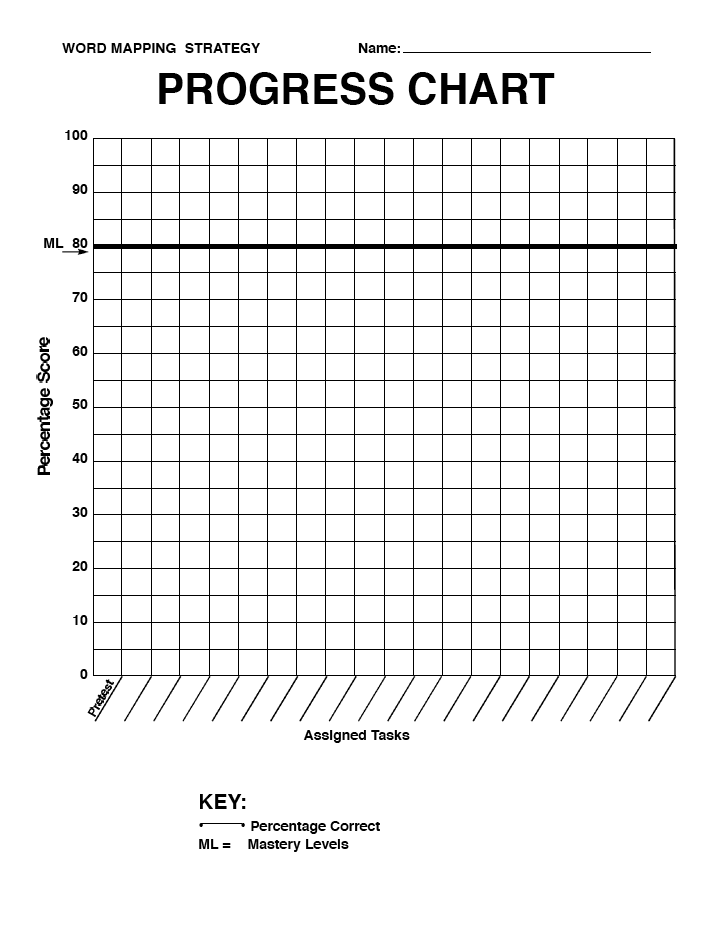 WORD MAPPING STRATEGY Name:
PROGRESS CHART
100
90
ML 80
70
60
50
40
30
20
10
0
Percentage Score
Pretest
Assigned Tasks
KEY:
Percentage Correct
ML = Mastery Levels